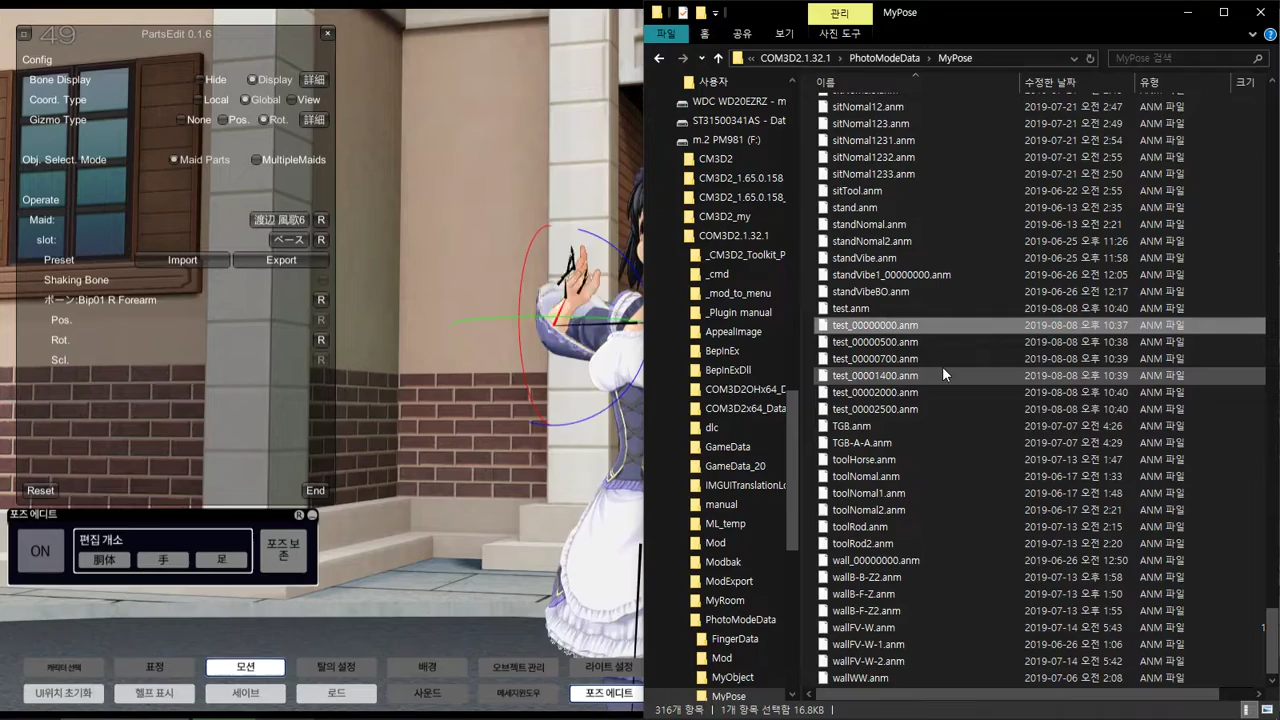 49
PartsEdit 0.1.6
Config
Bone Display
Hide
Display
詳細
Coord. Type
Local
Global
View
Gizmo Type
None
Pos.
Rot.
詳細
Obj. Select. Mode
Maid Parts
MultipleMaids
Operate
Maid:
渡辺 風歌6
R
slot:
ベース
R
Preset
Import
Export
Shaking Bone
ボーン:Bip01 R Forearm
R
Pos.
R
Rot.
R
Scl.
R
Reset
End
포즈 에디트
R
ON
편집 개소
胴体
手
足
포즈 보
존
캐릭터 선택
표정
모션
탈의 설정
배경
오브젝트 관리
라이트 설정
UI위치 초기화
헬프 표시
세이브
로드
사운드
메세지윈도우
포즈 에디트
관리
MyPose
파일
홈
공유
보기
사진 도구
COM3D2.1.32.1
PhotoModeData
MyPose
MyPose 검색
사용자
WDC WD20EZRZ - m
ST31500341AS - Dat
m.2 PM981 (F:)
CM3D2
CM3D2_1.65.0.158
CM3D2_1.65.0.158_
CM3D2_my
COM3D2.1.32.1
_CM3D2_Toolkit_P
_cmd
_mod_to_menu
_Plugin manual
AppealImage
BepInEx
BepInExDll
COM3D2OHx64_D
COM3D2x64_Data
dlc
GameData
GameData_20
IMGUITranslationLo
manual
ML_temp
Mod
Modbak
ModExport
MyRoom
PhotoModeData
FingerData
Mod
MyObject
MyPose
이름
수정한 날짜
유형
크기
sitNomal12.anm 2019-07-21 오전 2:47 ANM 파일
sitNomal123.anm 2019-07-21 오전 2:49 ANM 파일
sitNomal1231.anm 2019-07-21 오전 2:54 ANM 파일
sitNomal1232.anm 2019-07-21 오전 2:55 ANM 파일
sitNomal1233.anm 2019-07-21 오전 2:50 ANM 파일
sitTool.anm 2019-06-22 오전 2:55 ANM 파일
stand.anm 2019-06-13 오전 2:35 ANM 파일
standNomal.anm 2019-06-13 오전 2:21 ANM 파일
standNomal2.anm 2019-06-25 오후 11:23 ANM 파일
standVibe.anm 2019-06-25 오후 11:58 ANM 파일
standVibe1_00000000.anm 2019-06-26 오전 12:05 ANM 파일
standVibeBO.anm 2019-06-26 오전 12:17 ANM 파일
test.anm 2019-08-08 오후 10:40 ANM 파일
test_00000000.anm 2019-08-08 오후 10:37 ANM 파일
test_00000500.anm 2019-08-08 오후 10:38 ANM 파일
test_00000700.anm 2019-08-08 오후 10:39 ANM 파일
test_00001400.anm 2019-08-08 오후 10:39 ANM 파일
test_00002000.anm 2019-08-08 오후 10:40 ANM 파일
test_00002500.anm 2019-08-08 오후 10:40 ANM 파일
TGB.anm 2019-07-07 오전 4:26 ANM 파일
TGB-A-A.anm 2019-07-07 오전 4:29 ANM 파일
toolHorse.anm 2019-06-19 오전 1:47 ANM 파일
toolNomal.anm 2019-06-17 오전 1:33 ANM 파일
toolNomal1.anm 2019-06-17 오전 1:48 ANM 파일
toolNomal2.anm 2019-06-17 오전 2:21 ANM 파일
toolRod.anm 2019-07-13 오전 2:15 ANM 파일
toolRod2.anm 2019-07-13 오전 2:20 ANM 파일
wall_00000000.anm 2019-06-26 오전 12:50 ANM 파일
wallB-B-Z2.anm 2019-07-13 오후 1:58 ANM 파일
wallB-F-Z.anm 2019-07-13 오후 1:50 ANM 파일
wallB-F-Z2.anm 2019-07-13 오후 1:55 ANM 파일
wallFV-W.anm 2019-07-14 오전 5:43 ANM 파일 1
wallFV-W-1.anm 2019-06-26 오전 1:06 ANM 파일
wallFV-W-2.anm 2019-07-14 오전 5:42 ANM 파일
wallWW.anm 2019-07-13 오전 2:08 ANM 파일
316개 항목
1개 항목 선택함 16.8KB